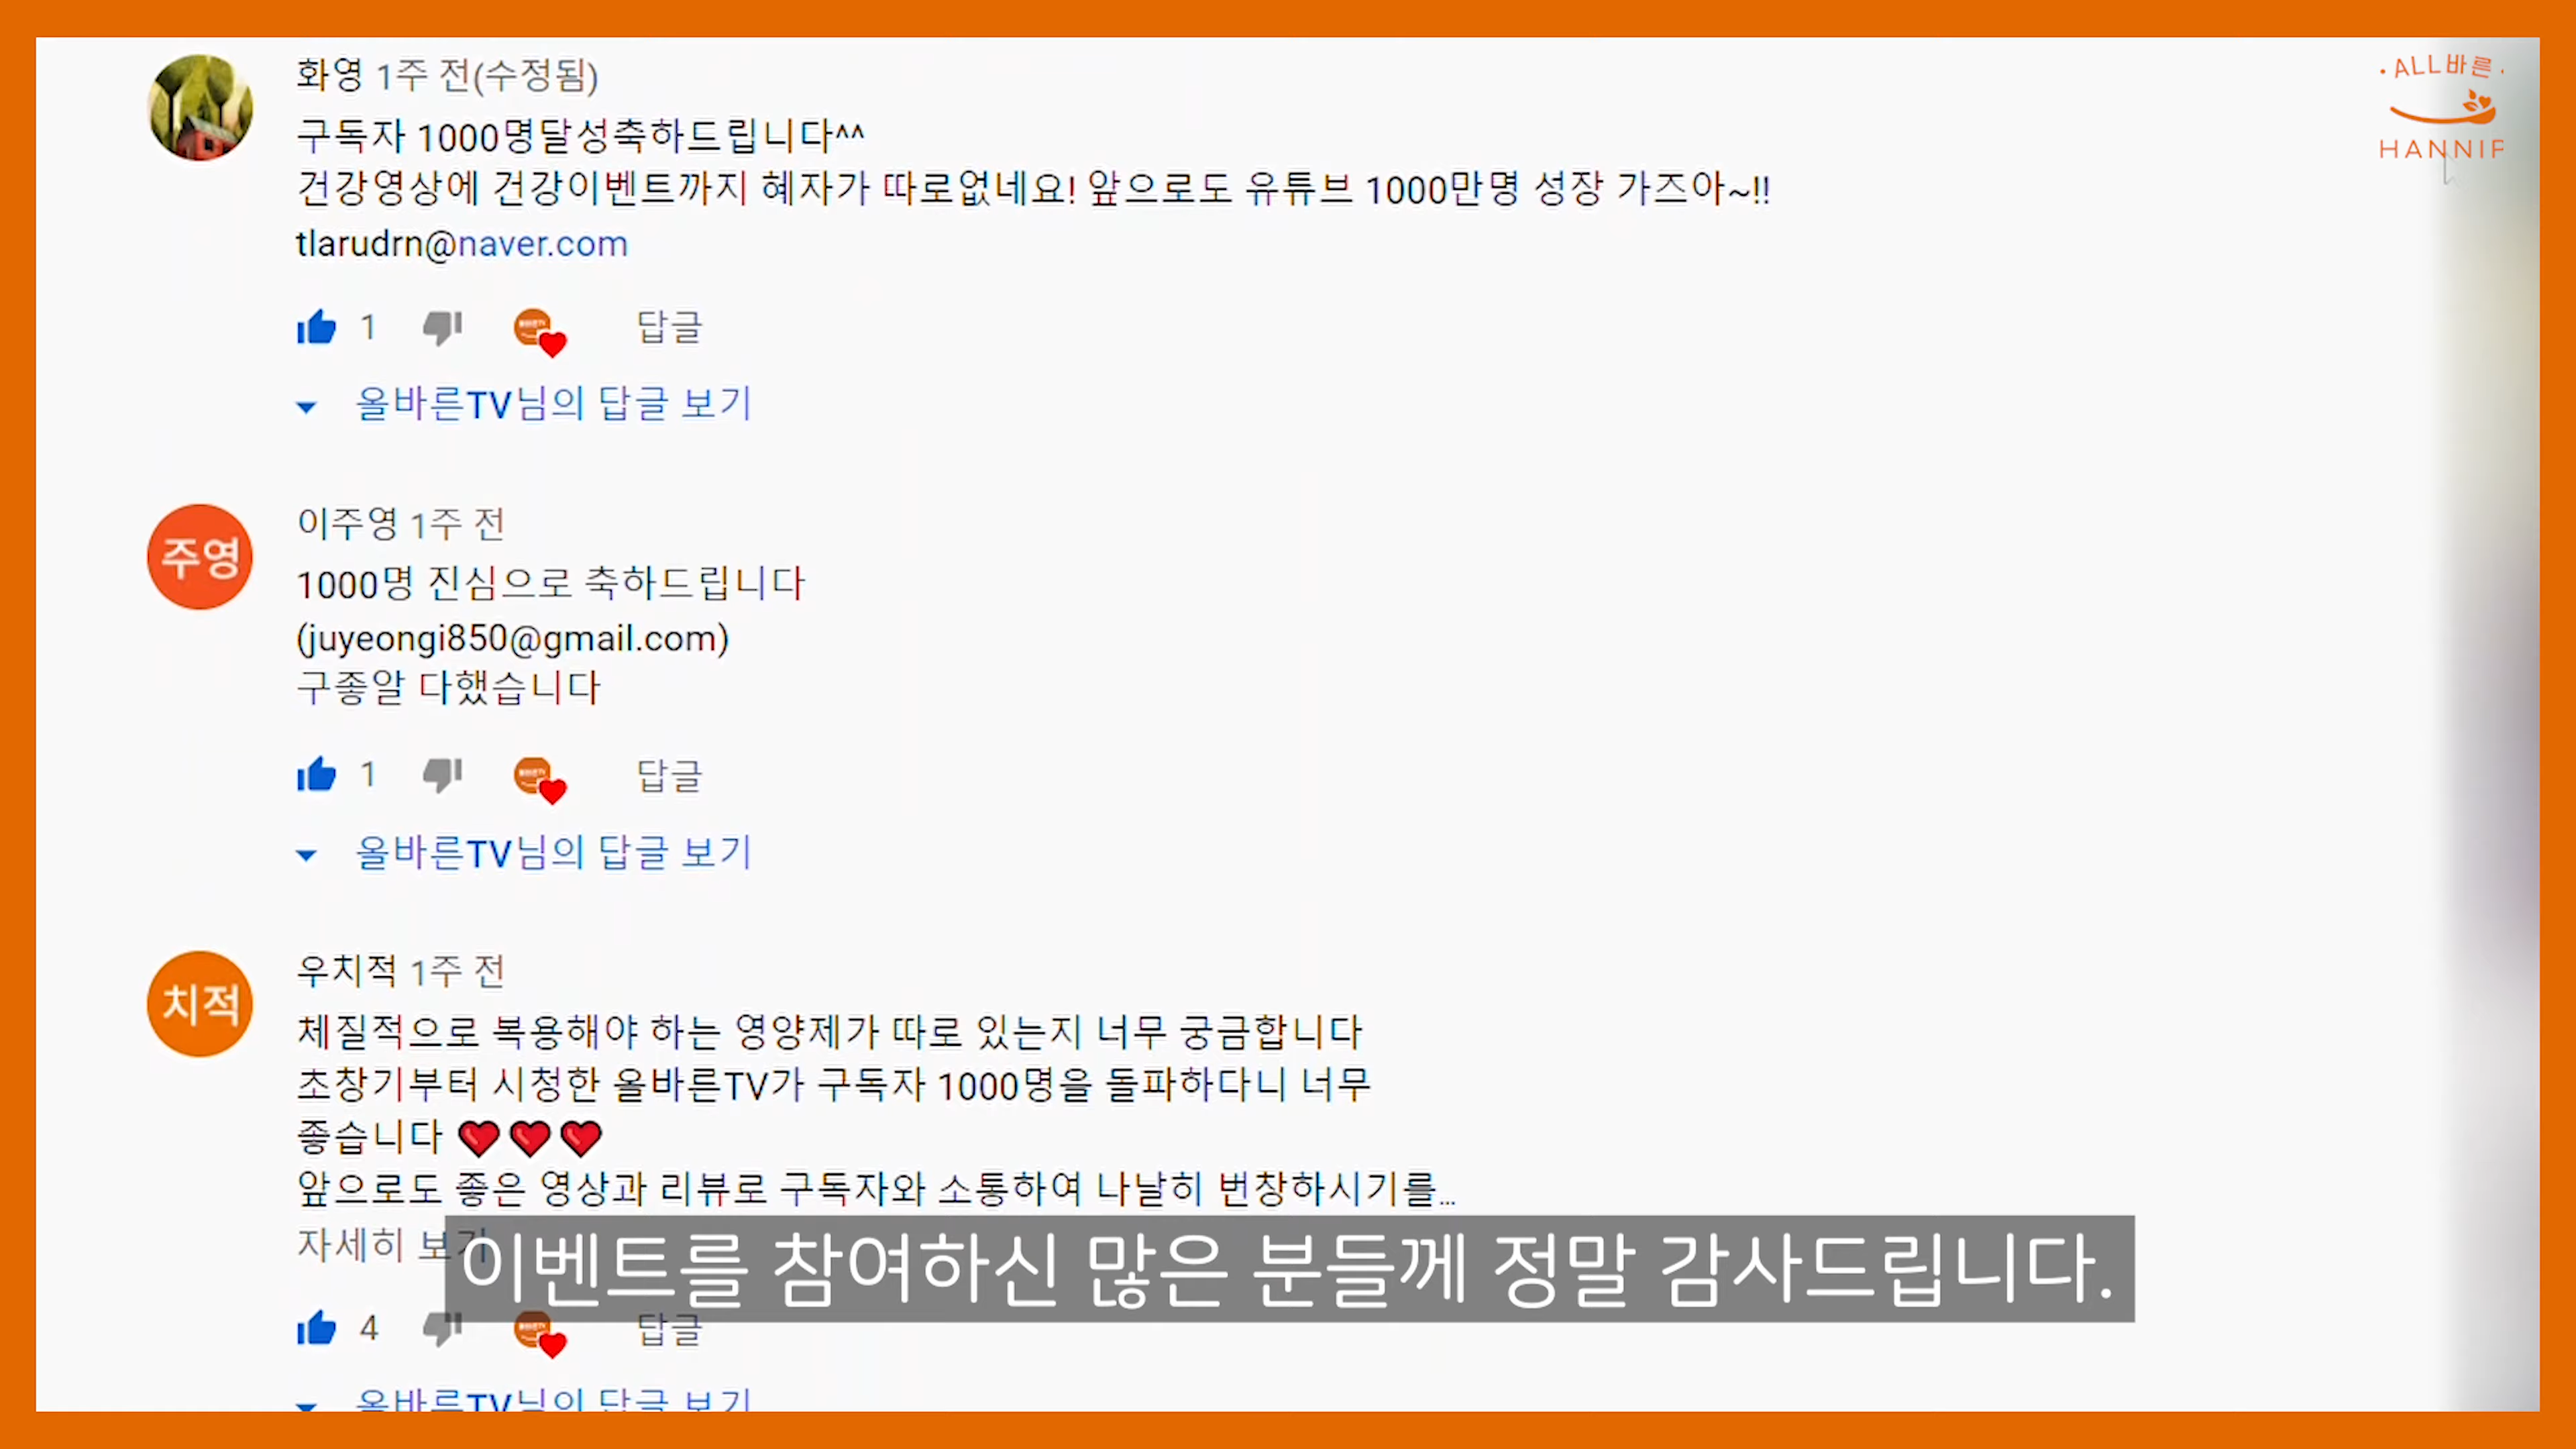 화영 1주 전(수정됨)
구독자 1000명달성축하드립니다^^
건강영상에 건강이벤트까지 혜자가 따로없네요! 앞으로도 유튜브 1000만명 성장 가즈아~!!
tlarudrn@naver.com
1 답글
올바른TV님의 답글 보기
주영
이주영 1주 전
1000명 진심으로 축하드립니다
(juyeongi850@gmail.com)
구좋알 다했습니다
1 답글
올바른TV님의 답글 보기
치적
우치적 1주 전
체질적으로 복용해야 하는 영양제가 따로 있는지 너무 궁금합니다
초창기부터 시청한 올바른TV가 구독자 1000명을 돌파하다니 너무
좋습니다 ❤❤❤
앞으로도 좋은 영상과 리뷰로 구독자와 소통하여 나날히 번창하시기를...
자세히 보기
이벤트를 참여하신 많은 분들께 정말 감사드립니다.
4 답글
올바른TV님의 답글 보기
ALL바른
HANNIF